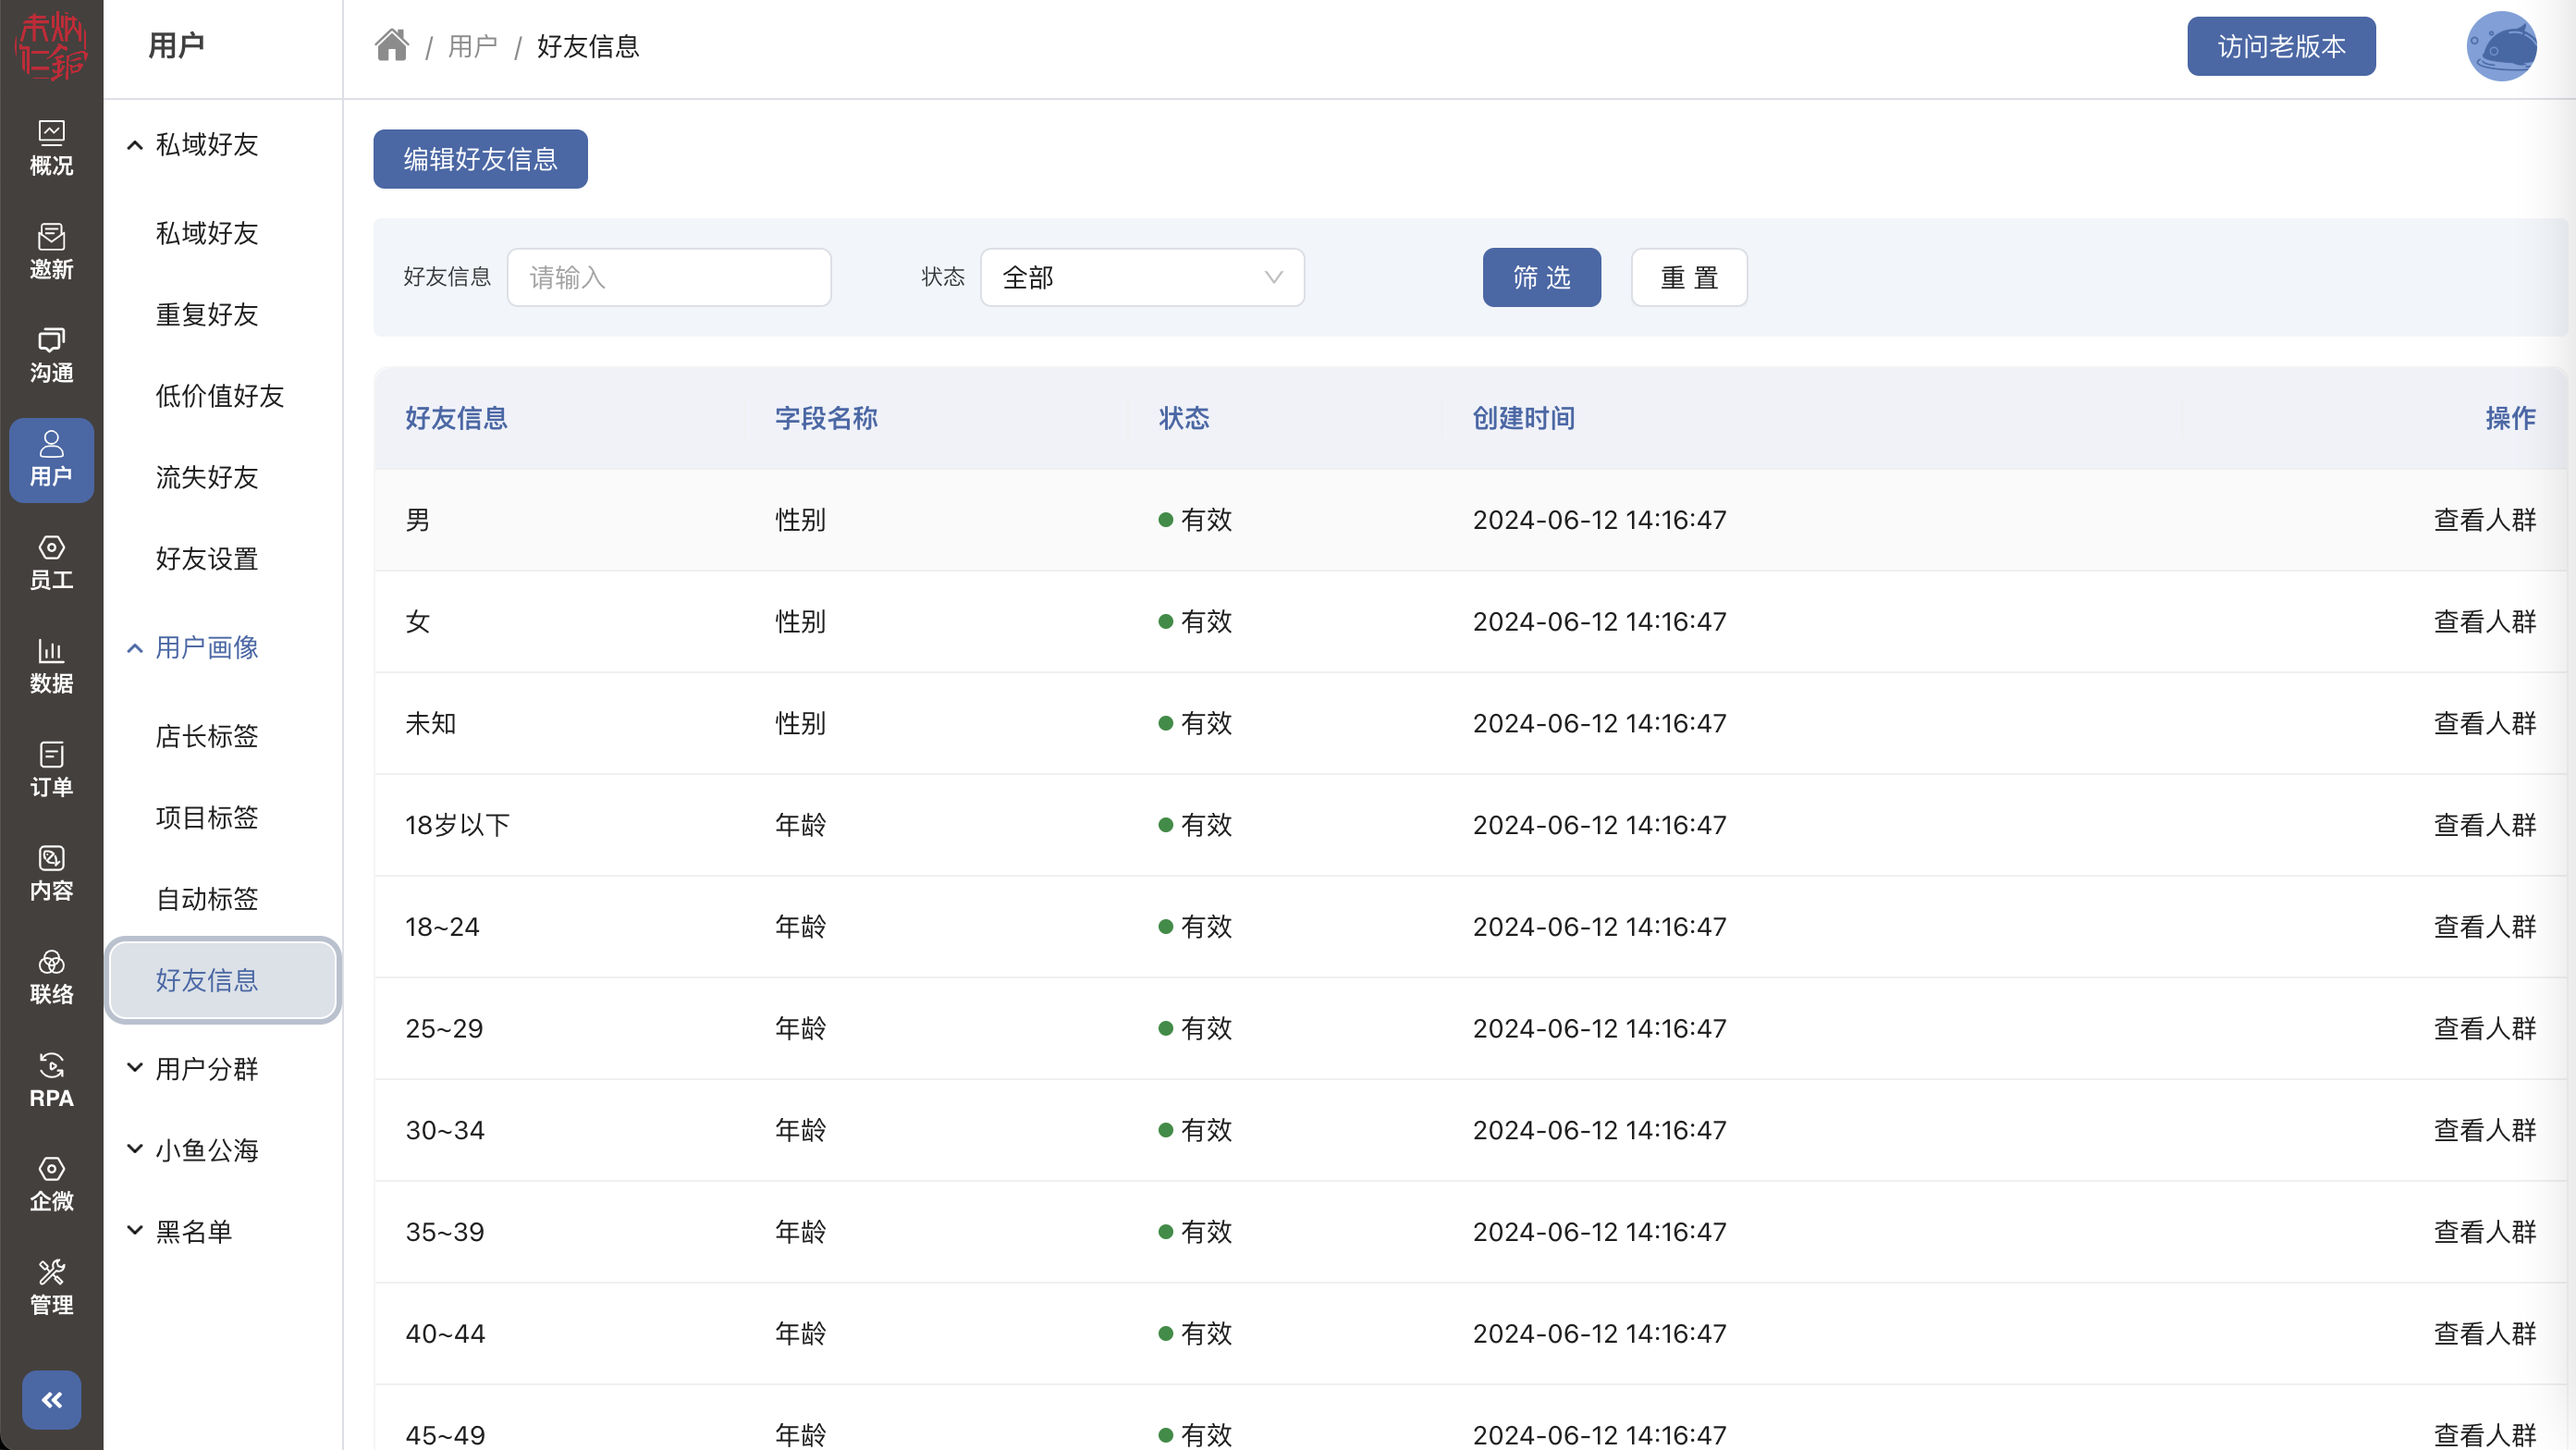 用户
/ 用户 / 好友信息
访问老版本
概况
邀新
沟通
用户
员工
数据
订单
内容
联络
RPA
企微
管理
私域好友
私域好友
重复好友
低价值好友
流失好友
好友设置
用户画像
店长标签
项目标签
自动标签
好友信息
用户分群
小鱼公海
黑名单
编辑好友信息
好友信息 请输入 状态 全部 筛 选 重 置
好友信息 字段名称 状态 创建时间 操作
男 性别 有效 2024-06-12 14:16:47 查看人群
女 性别 有效 2024-06-12 14:16:47 查看人群
未知 性别 有效 2024-06-12 14:16:47 查看人群
18岁以下 年龄 有效 2024-06-12 14:16:47 查看人群
18~24 年龄 有效 2024-06-12 14:16:47 查看人群
25~29 年龄 有效 2024-06-12 14:16:47 查看人群
30~34 年龄 有效 2024-06-12 14:16:47 查看人群
35~39 年龄 有效 2024-06-12 14:16:47 查看人群
40~44 年龄 有效 2024-06-12 14:16:47 查看人群
45~49 年龄 有效 2024-06-12 14:16:47 查看人群